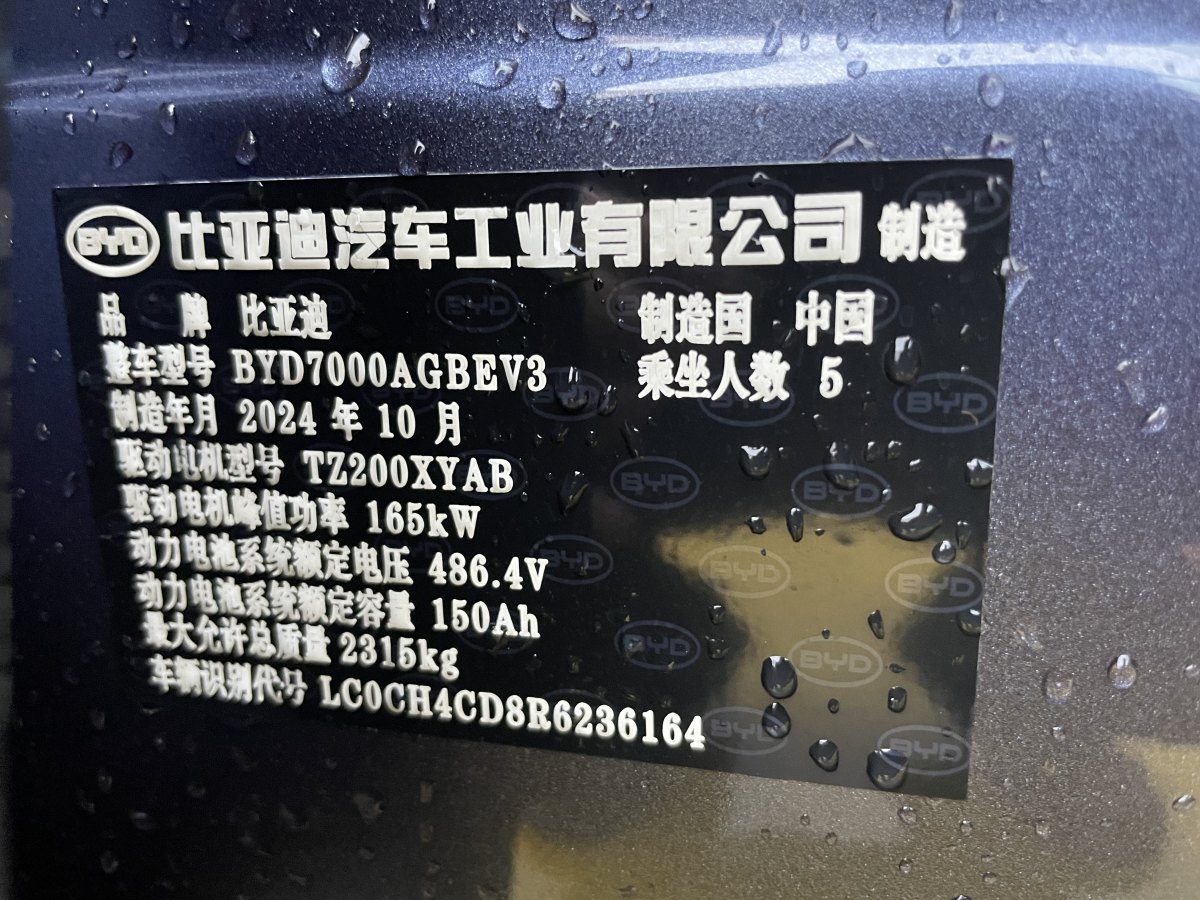 BYD 比亚迪汽车工业有限公司 制造
品 牌 比亚迪 制造国 中国
整车型号 BYD7000AGBEV3 乘坐人数 5
制造年月 2024 年 10 月
驱动电机型号 TZ200XYAB
驱动电机峰值功率 165kW
动力电池系统额定电压 486.4V
动力电池系统额定容量 150Ah
最大允许总质量 2315kg
车辆识别代号 LC0CH4CD8R6236164